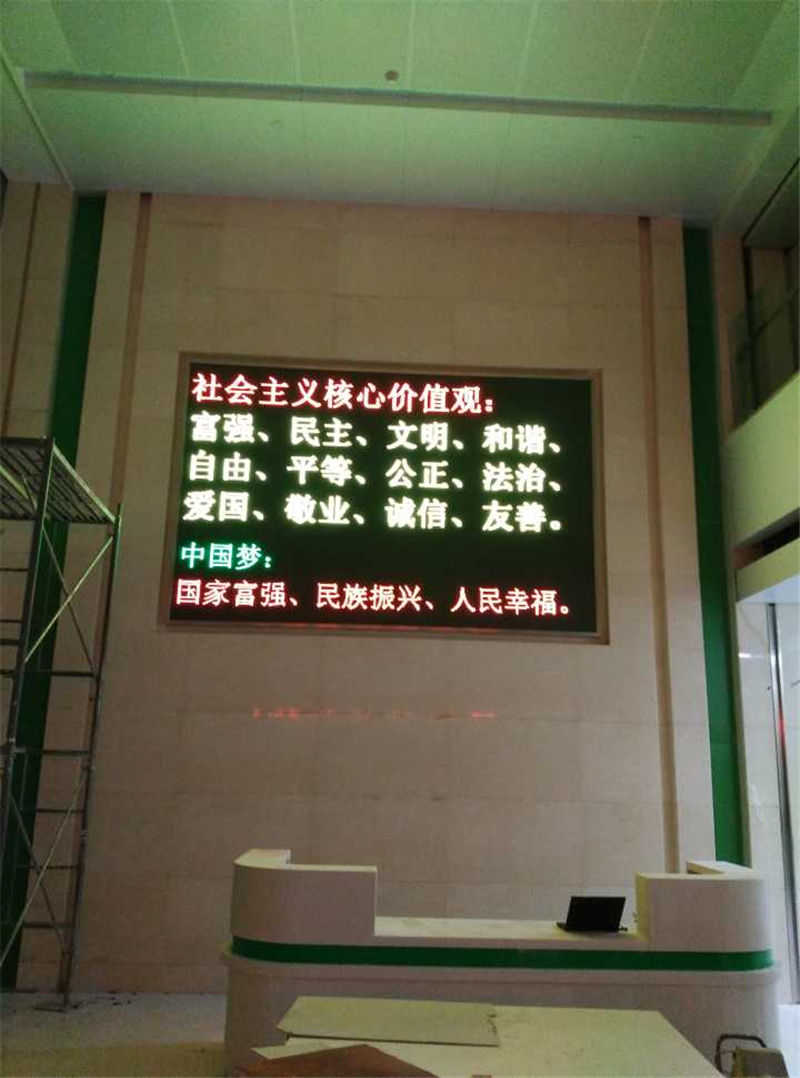 社会主义核心价值观：
富强、民主、文明、和谐、
自由、平等、公正、法治、
爱国、敬业、诚信、友善。
中国梦：
国家富强、民族振兴、人民幸福。